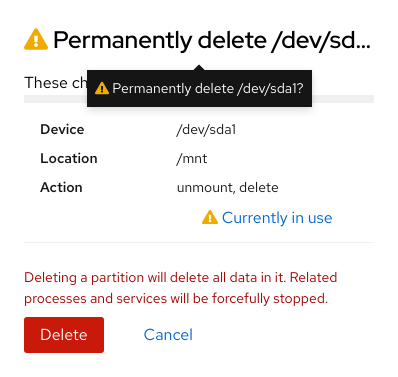 Permanently delete /dev/sd...
These ch
Permanently delete /dev/sda1?
Device /dev/sda1
Location /mnt
Action unmount, delete
Currently in use
Deleting a partition will delete all data in it. Related
processes and services will be forcefully stopped.
Delete Cancel